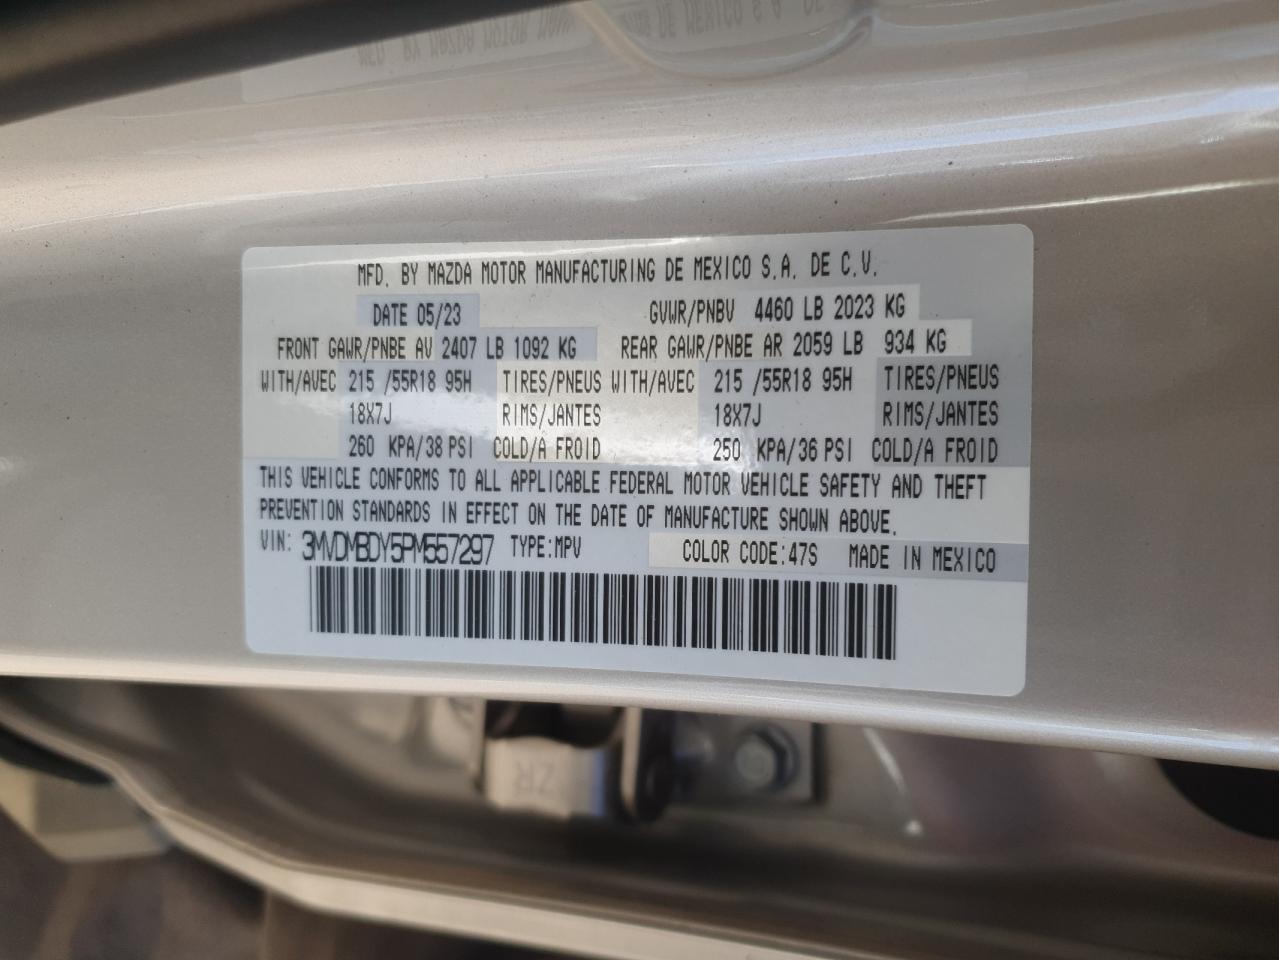 MFD. BY MAZDA MOTOR MANUFACTURING DE MEXICO S.A. DE C.V.
DATE 05/23 GVWR/PNBV 4460 LB 2023 KG
FRONT GAWR/PNBE AV 2407 LB 1092 KG REAR GAWR/PNBE AR 2059 LB 934 KG
WITH/AVEC 215 /55R18 95H TIRES/PNEUS WITH/AVEC 215 /55R18 95H TIRES/PNEUS
18X7J RIMS/JANTES 18X7J RIMS/JANTES
260 KPA/38 PSI COLD/A FROID 250 KPA/36 PSI COLD/A FROID
THIS VEHICLE CONFORMS TO ALL APPLICABLE FEDERAL MOTOR VEHICLE SAFETY AND THEFT
PREVENTION STANDARDS IN EFFECT ON THE DATE OF MANUFACTURE SHOWN ABOVE.
VIN: 3MVDMBDY5PM557297 TYPE:MPV COLOR CODE:47S MADE IN MEXICO